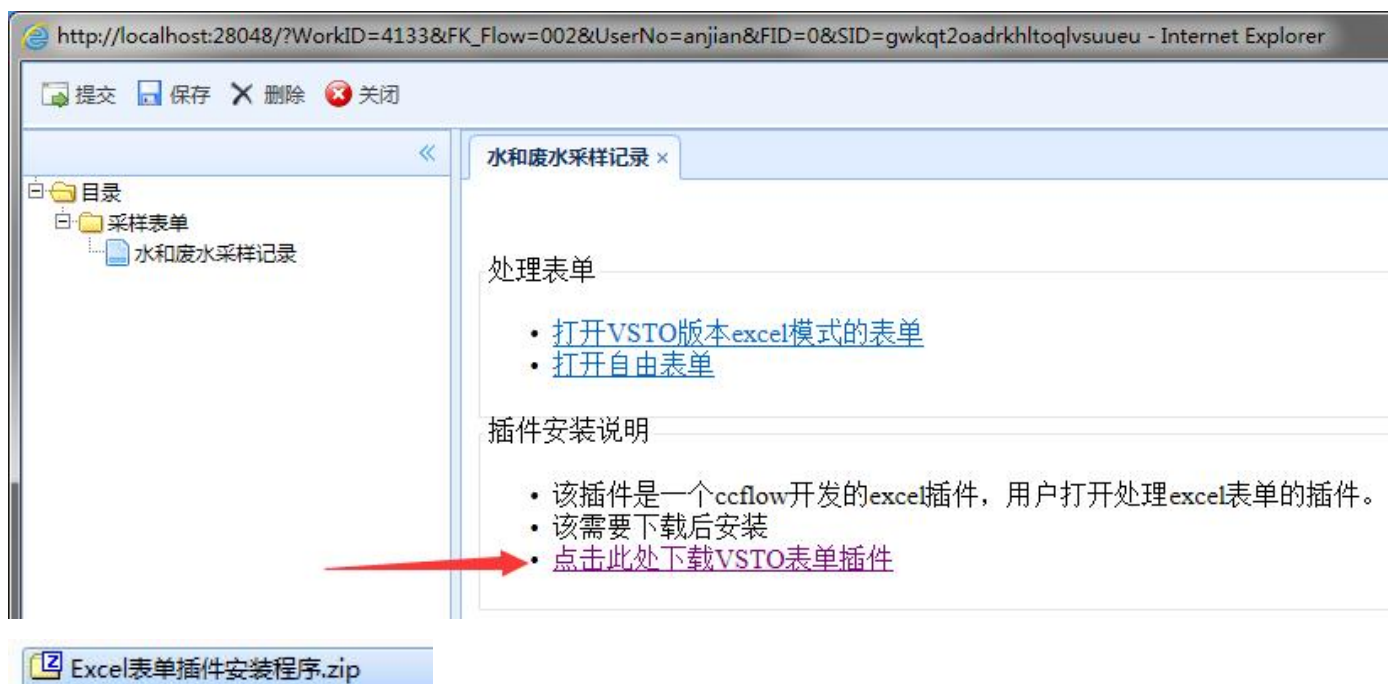 http://localhost:28048/?WorkID=4133&FK_Flow=002&UserNo=anjian&FID=0&SID=gwkqt2oadrkhltoqlvsuueu - Internet Explorer
提交 保存 删除 关闭
水和废水采样记录
目录
采样表单
水和废水采样记录
处理表单
打开VSTO版本excel模式的表单
打开自由表单
插件安装说明
该插件是一个ccflow开发的excel插件，用户打开处理excel表单的插件。
该需要下载后安装
点击此处下载VSTO表单插件
Excel表单插件安装程序.zip